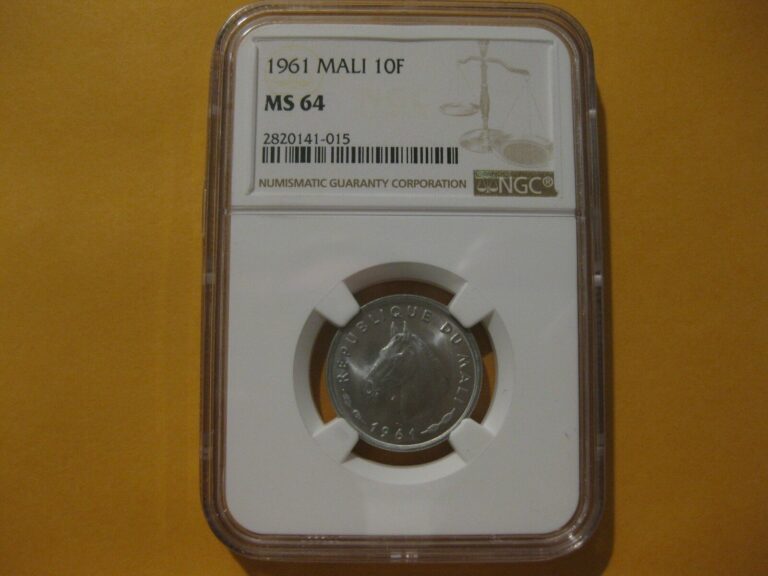 1961 MALI 10F
MS 64
2820141-015
NUMISMATIC GUARANTY CORPORATION
NGC®
REPUBLIQUE DU MALI
1961